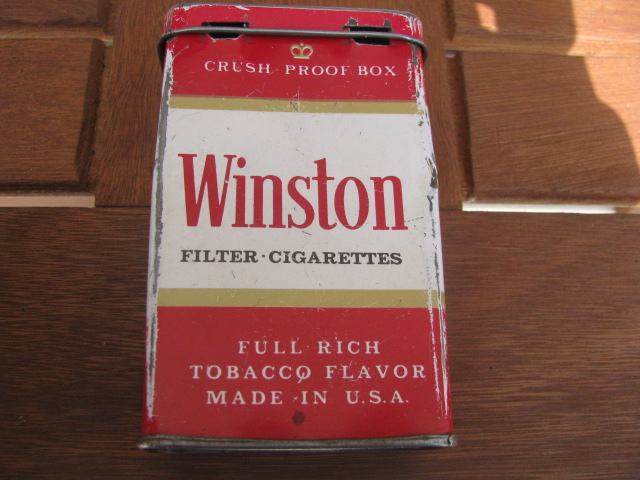 CRUSH PROOF BOX
Winston
FILTER·CIGARETTES
FULL RICH
TOBACCO FLAVOR
MADE IN U.S.A.